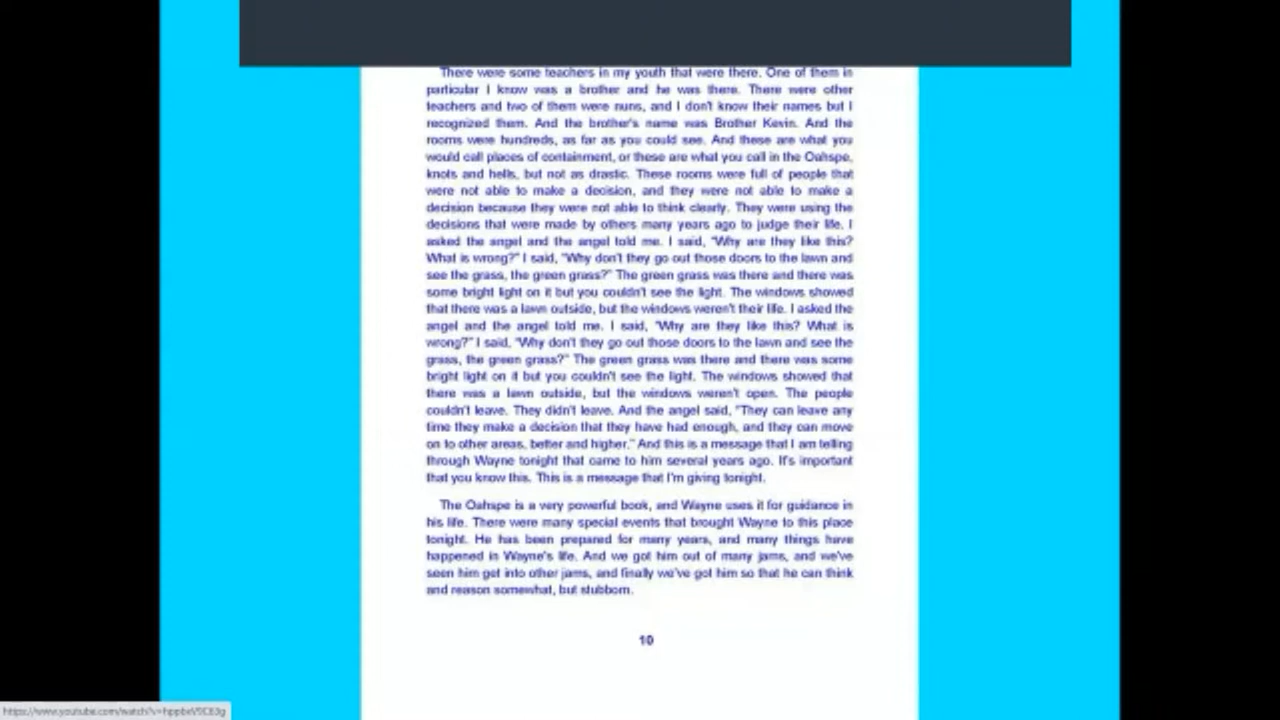 There were some teachers in my youth that were there. One of them in
particular I know was a brother and he was there. There were other
teachers and two of them were nuns, and I don't know their names but I
recognized them. And the brother's name was Brother Kevin. And the
rooms were hundreds, as far as you could see. And these are what you
would call places of containment, or these are what you call in the Oahspe,
knots and hells, but not as drastic. These rooms were full of people that
were not able to make a decision, and they were not able to make a
decision because they were not able to think clearly. They were using the
decisions that were made by others many years ago to judge their life. I
asked the angel and the angel told me. I said, "Why are they like this?
What is wrong?" I said, "Why don't they go out those doors to the lawn and
see the grass, the green grass?" The green grass was there and there was
some bright light on it but you couldn't see the light. The windows showed
that there was a lawn outside, but the windows weren't their life. I asked the
angel and the angel told me. I said, "Why are they like this? What is
wrong?" I said, "Why don't they go out those doors to the lawn and see the
grass, the green grass?" The green grass was there and there was some
bright light on it but you couldn't see the light. The windows showed that
there was a lawn outside, but the windows weren't open. The people
couldn't leave. They didn't leave. And the angel said, "They can leave any
time they make a decision that they have had enough, and they can move
on to other areas, better and higher." And this is a message that I am telling
through Wayne tonight that came to him several years ago. It's important
that you know this. This is a message that I'm giving tonight.
The Oahspe is a very powerful book, and Wayne uses it for guidance in
his life. There were many special events that brought Wayne to this place
tonight. He has been prepared for many years, and many things have
happened in Wayne's life. And we got him out of many jams, and we've
seen him get into other jams, and finally we've got him so that he can think
and reason somewhat, but stubborn.
10